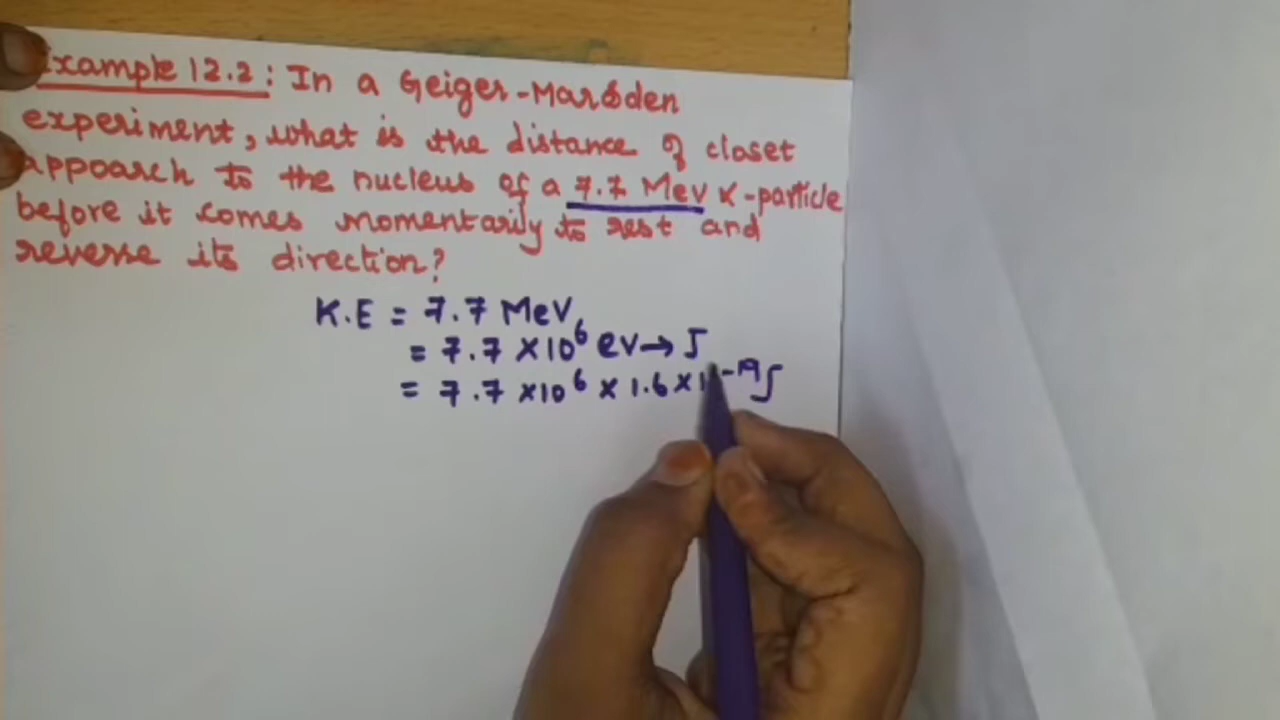 Example 12.2: In a Geiger-Marsden
experiment, what is the distance of closet
appoarch to the nucleus of a 7.7 Mev α-particle
before it comes momentarily to rest and
reverse its direction?
K.E = 7.7 MeV
= 7.7 ×10⁶ eV → J
= 7.7 ×10⁶ × 1.6 × 10⁻¹⁹ J